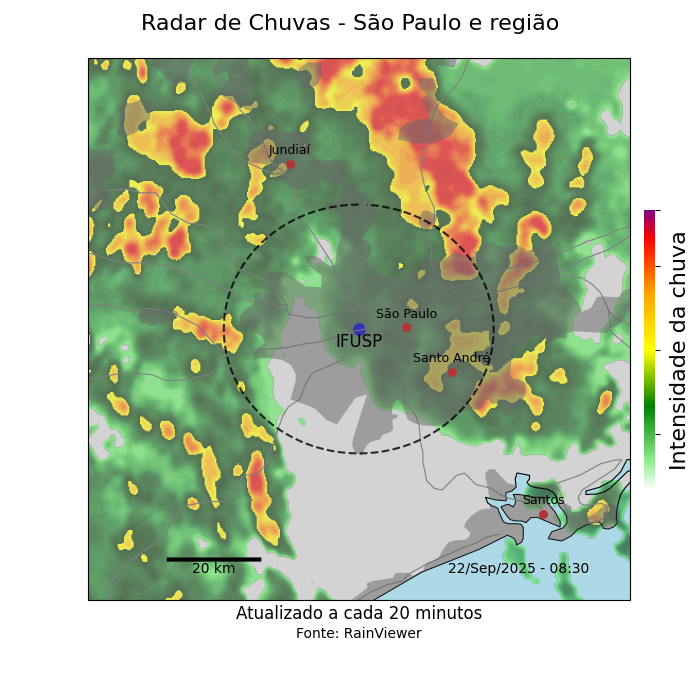 Radar de Chuvas - São Paulo e região
Jundiaí
São Paulo
IFUSP
Santo André
Santos
20 km
22/Sep/2025 - 08:30
Intensidade da chuva
Atualizado a cada 20 minutos
Fonte: RainViewer